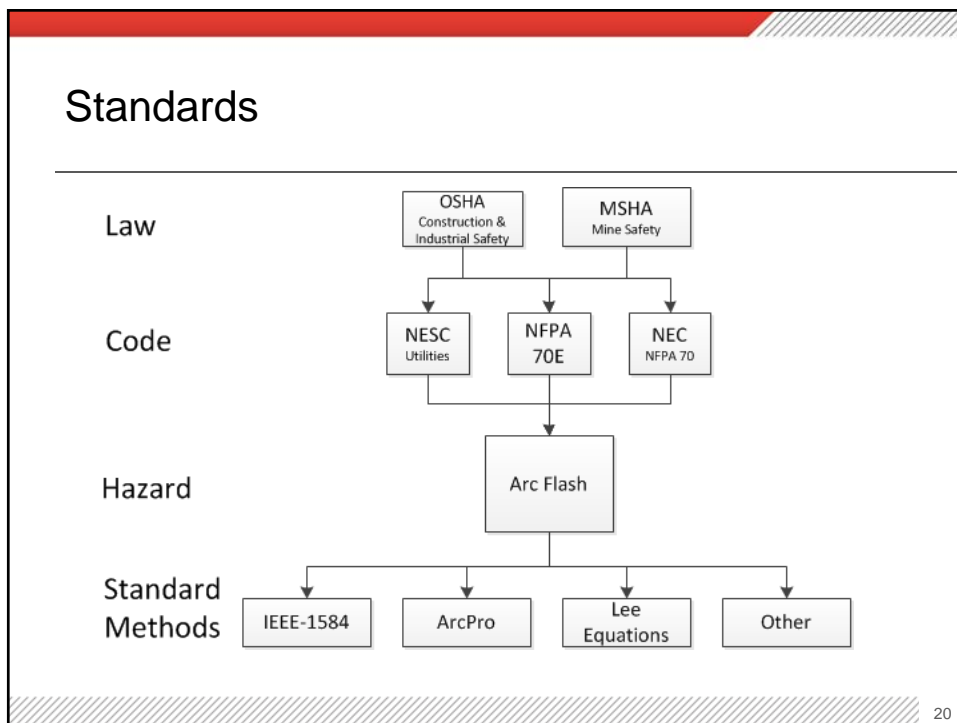 Standards
Law
OSHA
Construction &
Industrial Safety
MSHA
Mine Safety
Code
NESC
Utilities
NFPA
70E
NEC
NFPA 70
Hazard
Arc Flash
Standard
Methods
IEEE-1584
ArcPro
Lee
Equations
Other
20